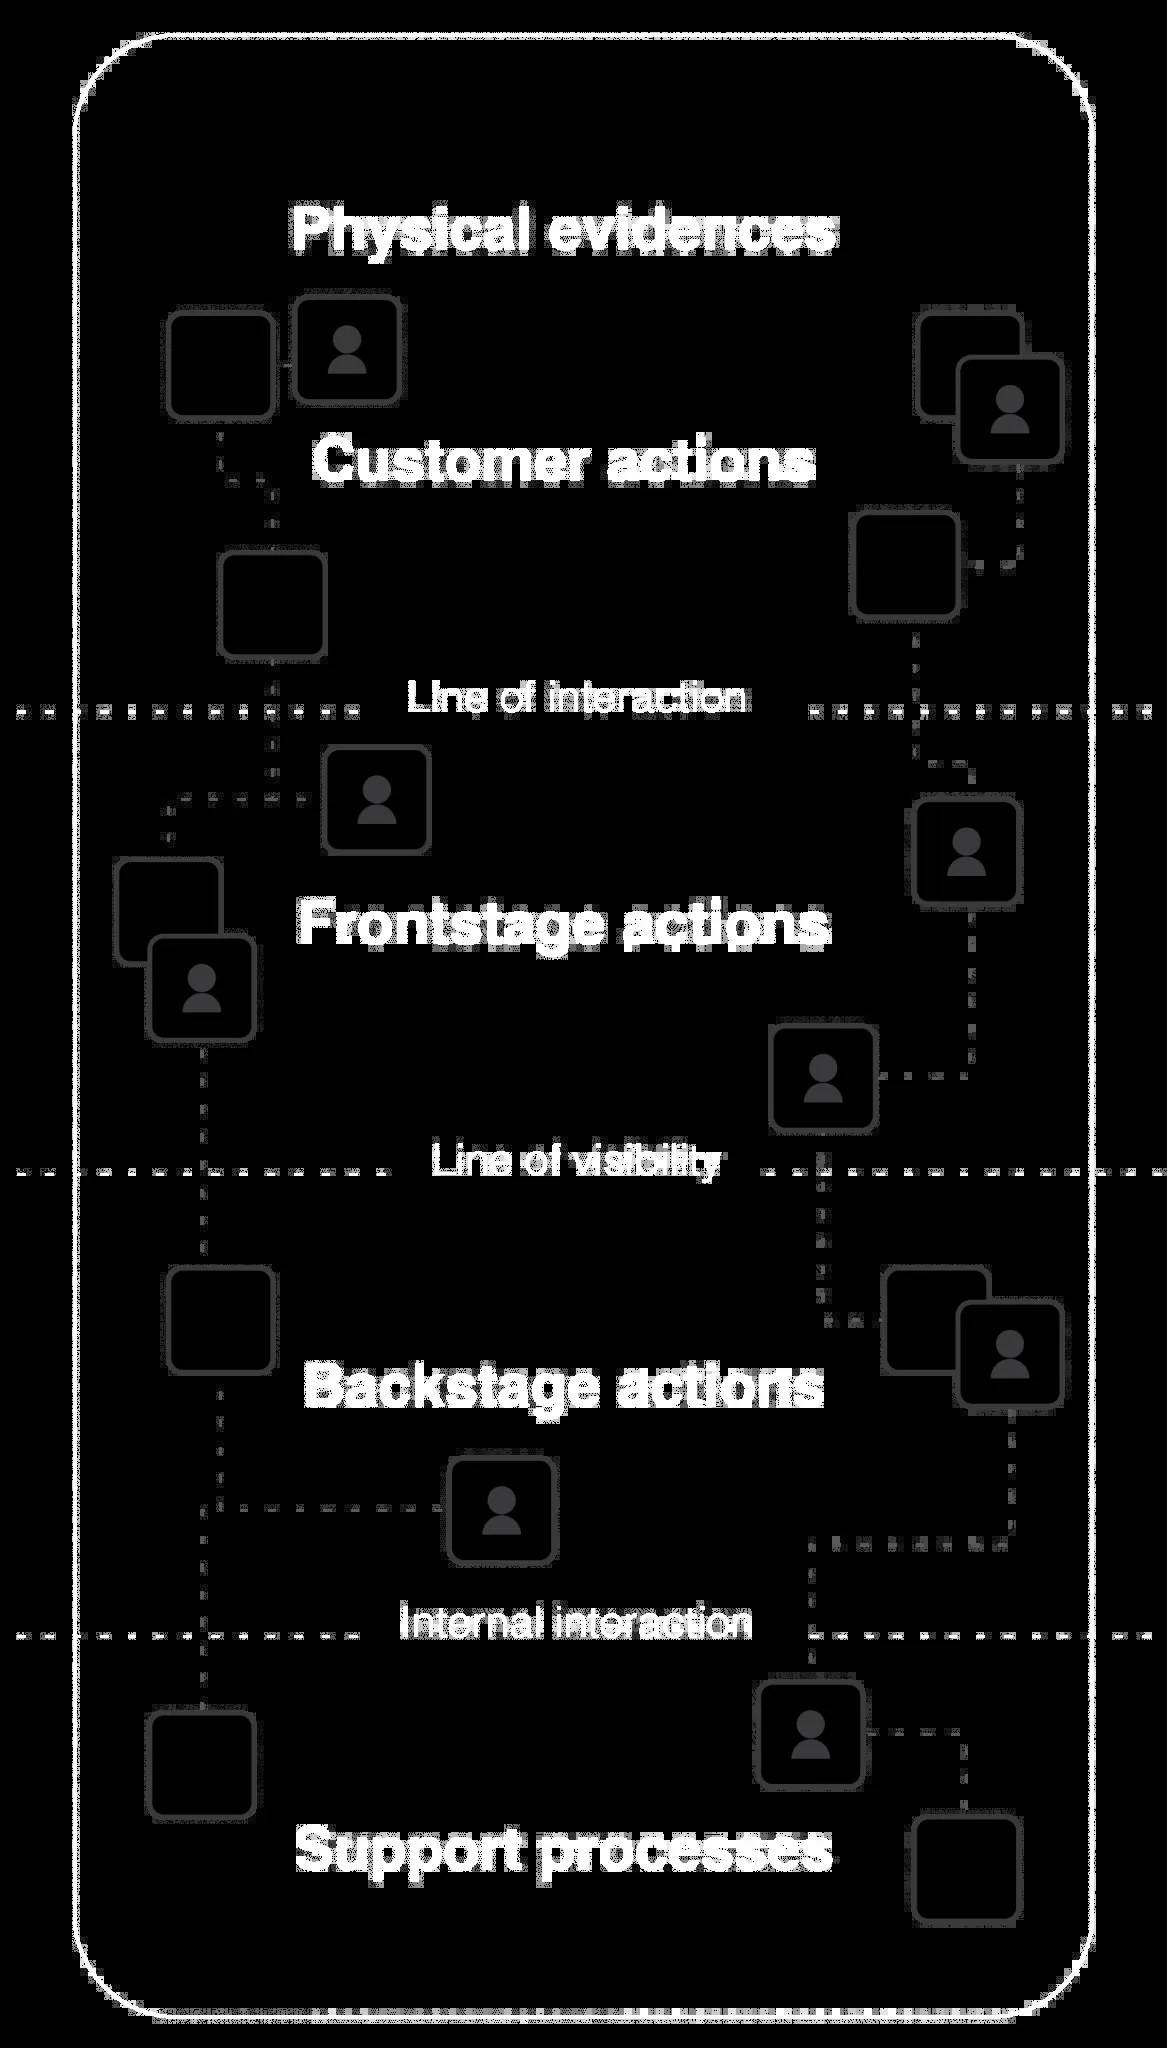 Physical evidences
Customer actions
Line of interaction
Frontstage actions
Line of visibility
Backstage actions
Internal interaction
Support processes